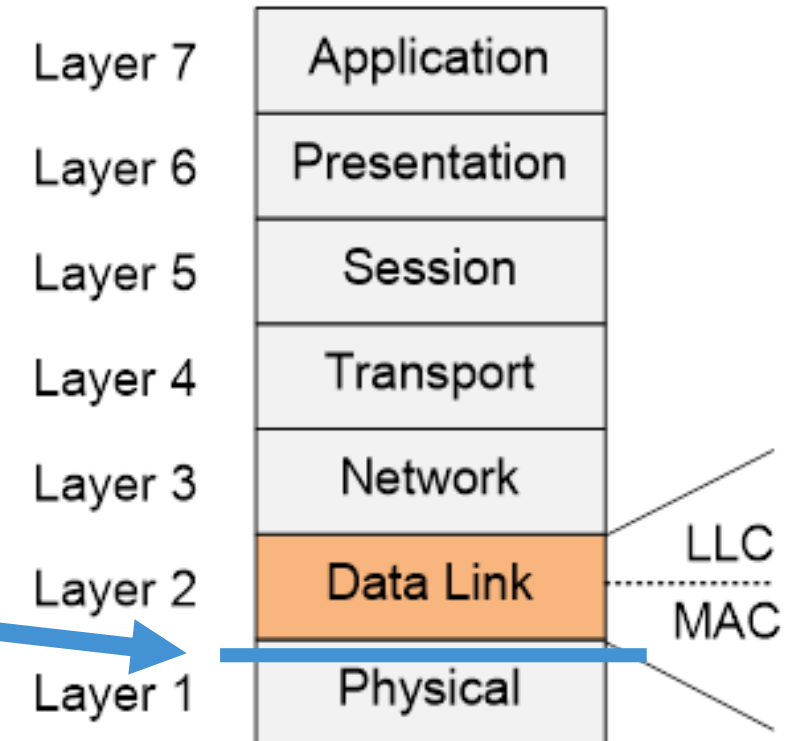 Layer 7 Application
Layer 6 Presentation
Layer 5 Session
Layer 4 Transport
Layer 3 Network
LLC
Layer 2 Data Link
MAC
Layer 1 Physical